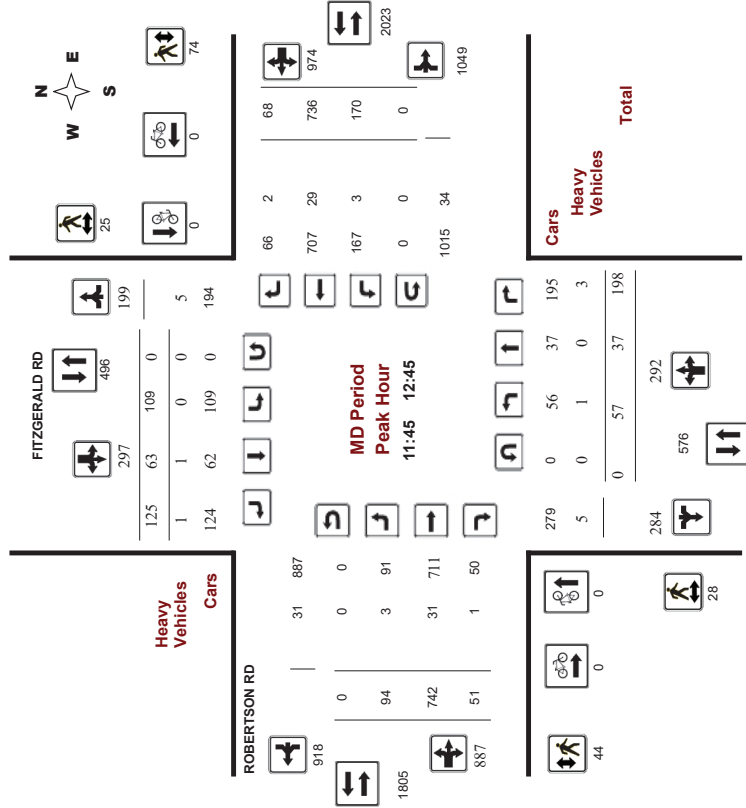 N
W E
S
74
0
0
25
FITZGERALD RD
496
297
199
125 63 109 0
1 1 0 0 5
124 62 109 0 194
Heavy
Vehicles
Cars
974
2023
1049
68 736 170 0
2 29 3 0 34
66 707 167 0 1015
MD Period
Peak Hour
11:45 12:45
ROBERTSON RD
31 887
0 0 0
94 3 91
742 31 711
51 1 50
918
1805
887
Cars
Heavy
Vehicles
Total
279 0 56 37 195
5 0 1 0 3
0 57 37 198
284
576
292
44
0
0
28